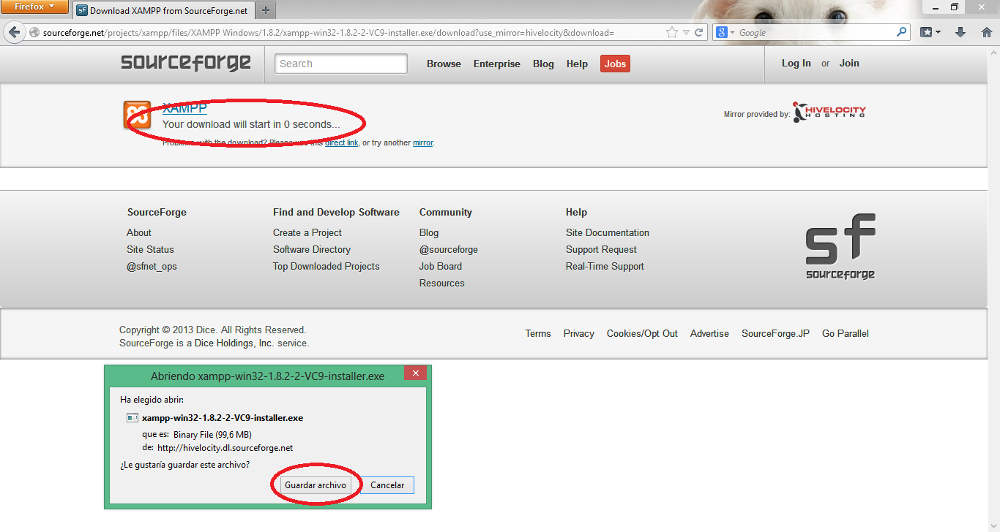 Firefox
Download XAMPP from SourceForge.net
sourceforge.net/projects/xampp/files/XAMPP Windows/1.8.2/xampp-win32-1.8.2-2-VC9-installer.exe/download?use_mirror=hivelocity&download=
Google
sourceforge
Search
Browse
Enterprise
Blog
Help
Jobs
Log In
or
Join
XAMPP
Your download will start in 0 seconds...
Problems with the download? Please use this direct link, or try another mirror.
Mirror provided by:
HIVELOCITY
HOSTING
SourceForge
About
Site Status
@sfnet_ops
Find and Develop Software
Create a Project
Software Directory
Top Downloaded Projects
Community
Blog
@sourceforge
Job Board
Resources
Help
Site Documentation
Support Request
Real-Time Support
sf
sourceforge
Copyright © 2013 Dice. All Rights Reserved.
SourceForge is a Dice Holdings, Inc. service.
Terms
Privacy
Cookies/Opt Out
Advertise
SourceForge.JP
Go Parallel
Abriendo xampp-win32-1.8.2-2-VC9-installer.exe
Ha elegido abrir:
xampp-win32-1.8.2-2-VC9-installer.exe
que es: Binary File (99,6 MB)
de: http://hivelocity.dl.sourceforge.net
¿Le gustaría guardar este archivo?
Guardar archivo
Cancelar